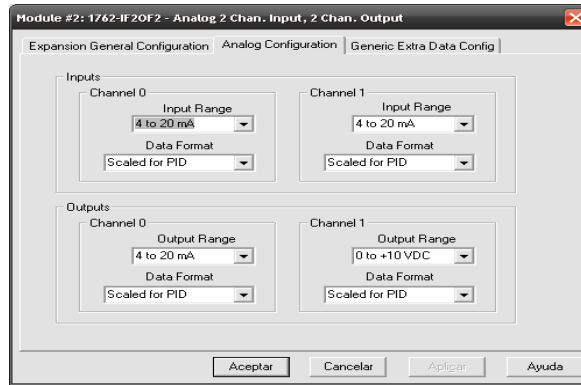 Module #2: 1762-IF2OF2 - Analog 2 Chan. Input, 2 Chan. Output
Expansion General Configuration Analog Configuration Generic Extra Data Config
Inputs
Channel 0 Channel 1
Input Range Input Range
4 to 20 mA 4 to 20 mA
Data Format Data Format
Scaled for PID Scaled for PID
Outputs
Channel 0 Channel 1
Output Range Output Range
4 to 20 mA 0 to +10 VDC
Data Format Data Format
Scaled for PID Scaled for PID
Aceptar Cancelar Apligar Ayuda